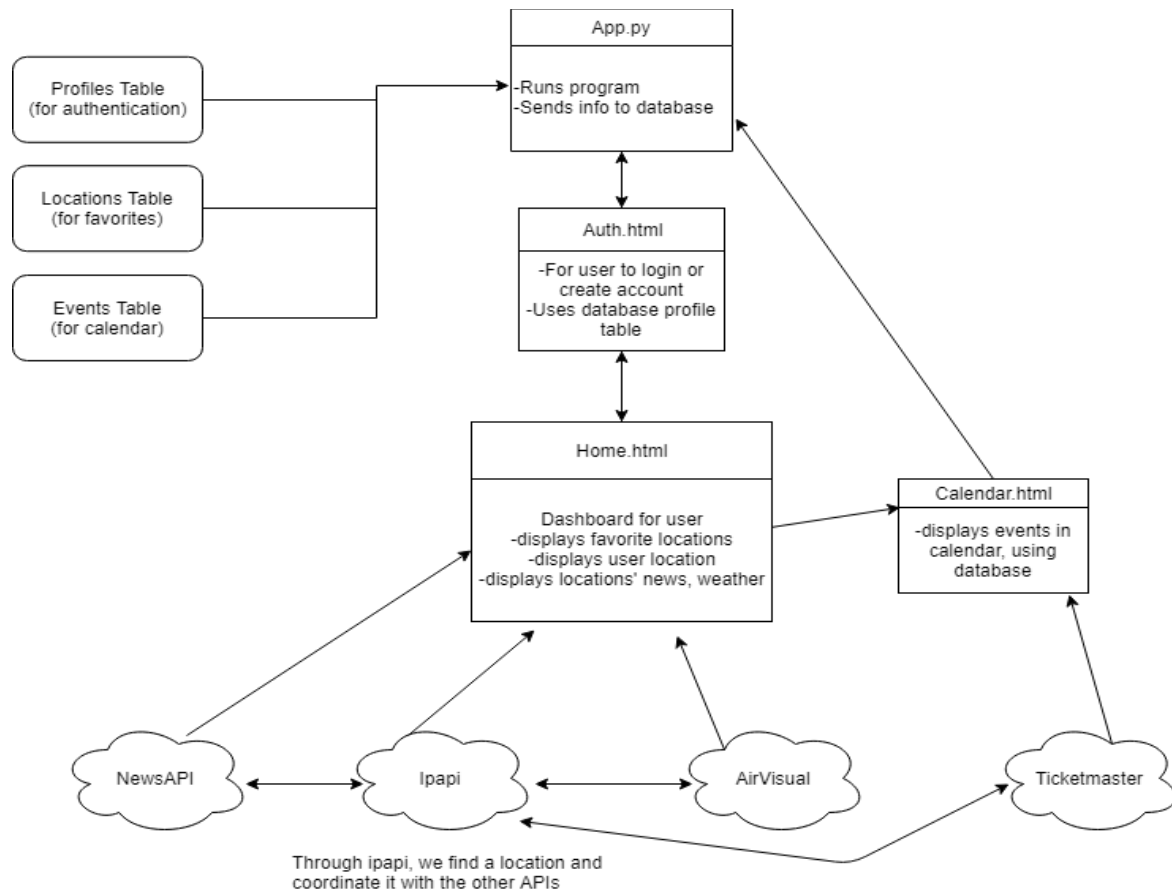 App.py
-Runs program
-Sends info to database
Profiles Table
(for authentication)
Locations Table
(for favorites)
Events Table
(for calendar)
Auth.html
-For user to login or
create account
-Uses database profile
table
Home.html
Dashboard for user
-displays favorite locations
-displays user location
-displays locations' news, weather
Calendar.html
-displays events in
calendar, using
database
NewsAPI
Ipapi
AirVisual
Ticketmaster
Through ipapi, we find a location and
coordinate it with the other APIs